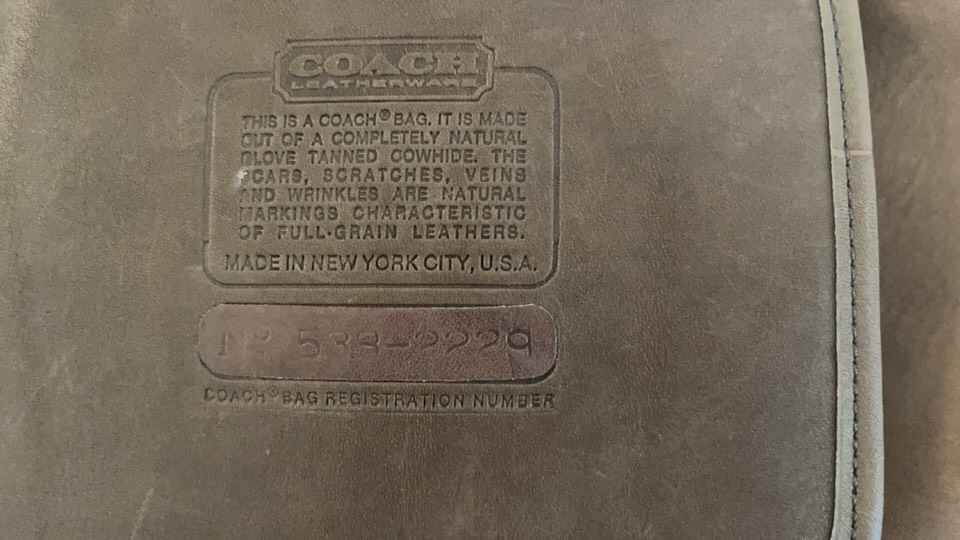 COACH
LEATHERWARE
THIS IS A COACH® BAG. IT IS MADE
OUT OF A COMPLETELY NATURAL
GLOVE TANNED COWHIDE. THE
SCARS, SCRATCHES, VEINS
AND WRINKLES ARE NATURAL
MARKINGS CHARACTERISTIC
OF FULL·GRAIN LEATHERS.
MADE IN NEW YORK CITY, U.S.A.
COACH® BAG REGISTRATION NUMBER